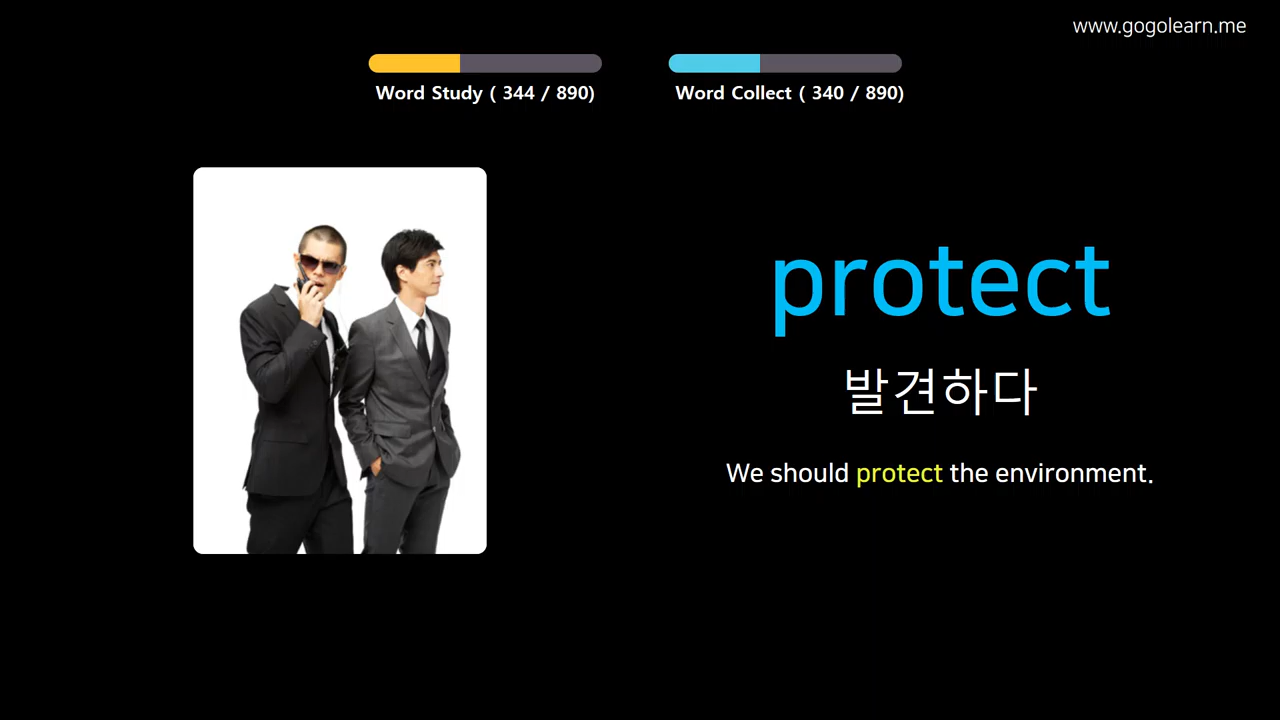 www.gogolearn.me
Word Study ( 344 / 890)
Word Collect ( 340 / 890)
protect
발견하다
We should protect the environment.